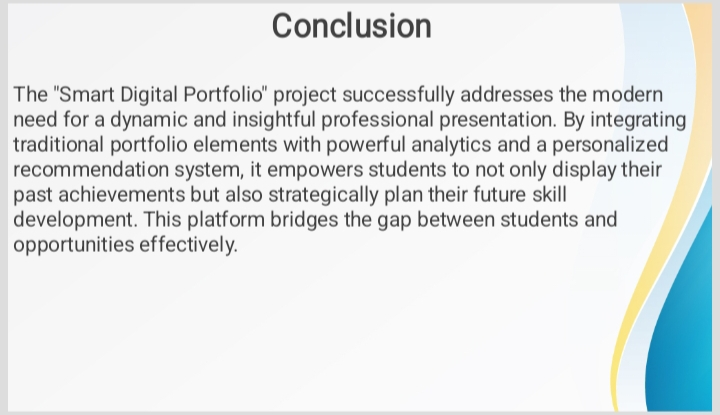 Conclusion
The "Smart Digital Portfolio" project successfully addresses the modern
need for a dynamic and insightful professional presentation. By integrating
traditional portfolio elements with powerful analytics and a personalized
recommendation system, it empowers students to not only display their
past achievements but also strategically plan their future skill
development. This platform bridges the gap between students and
opportunities effectively.